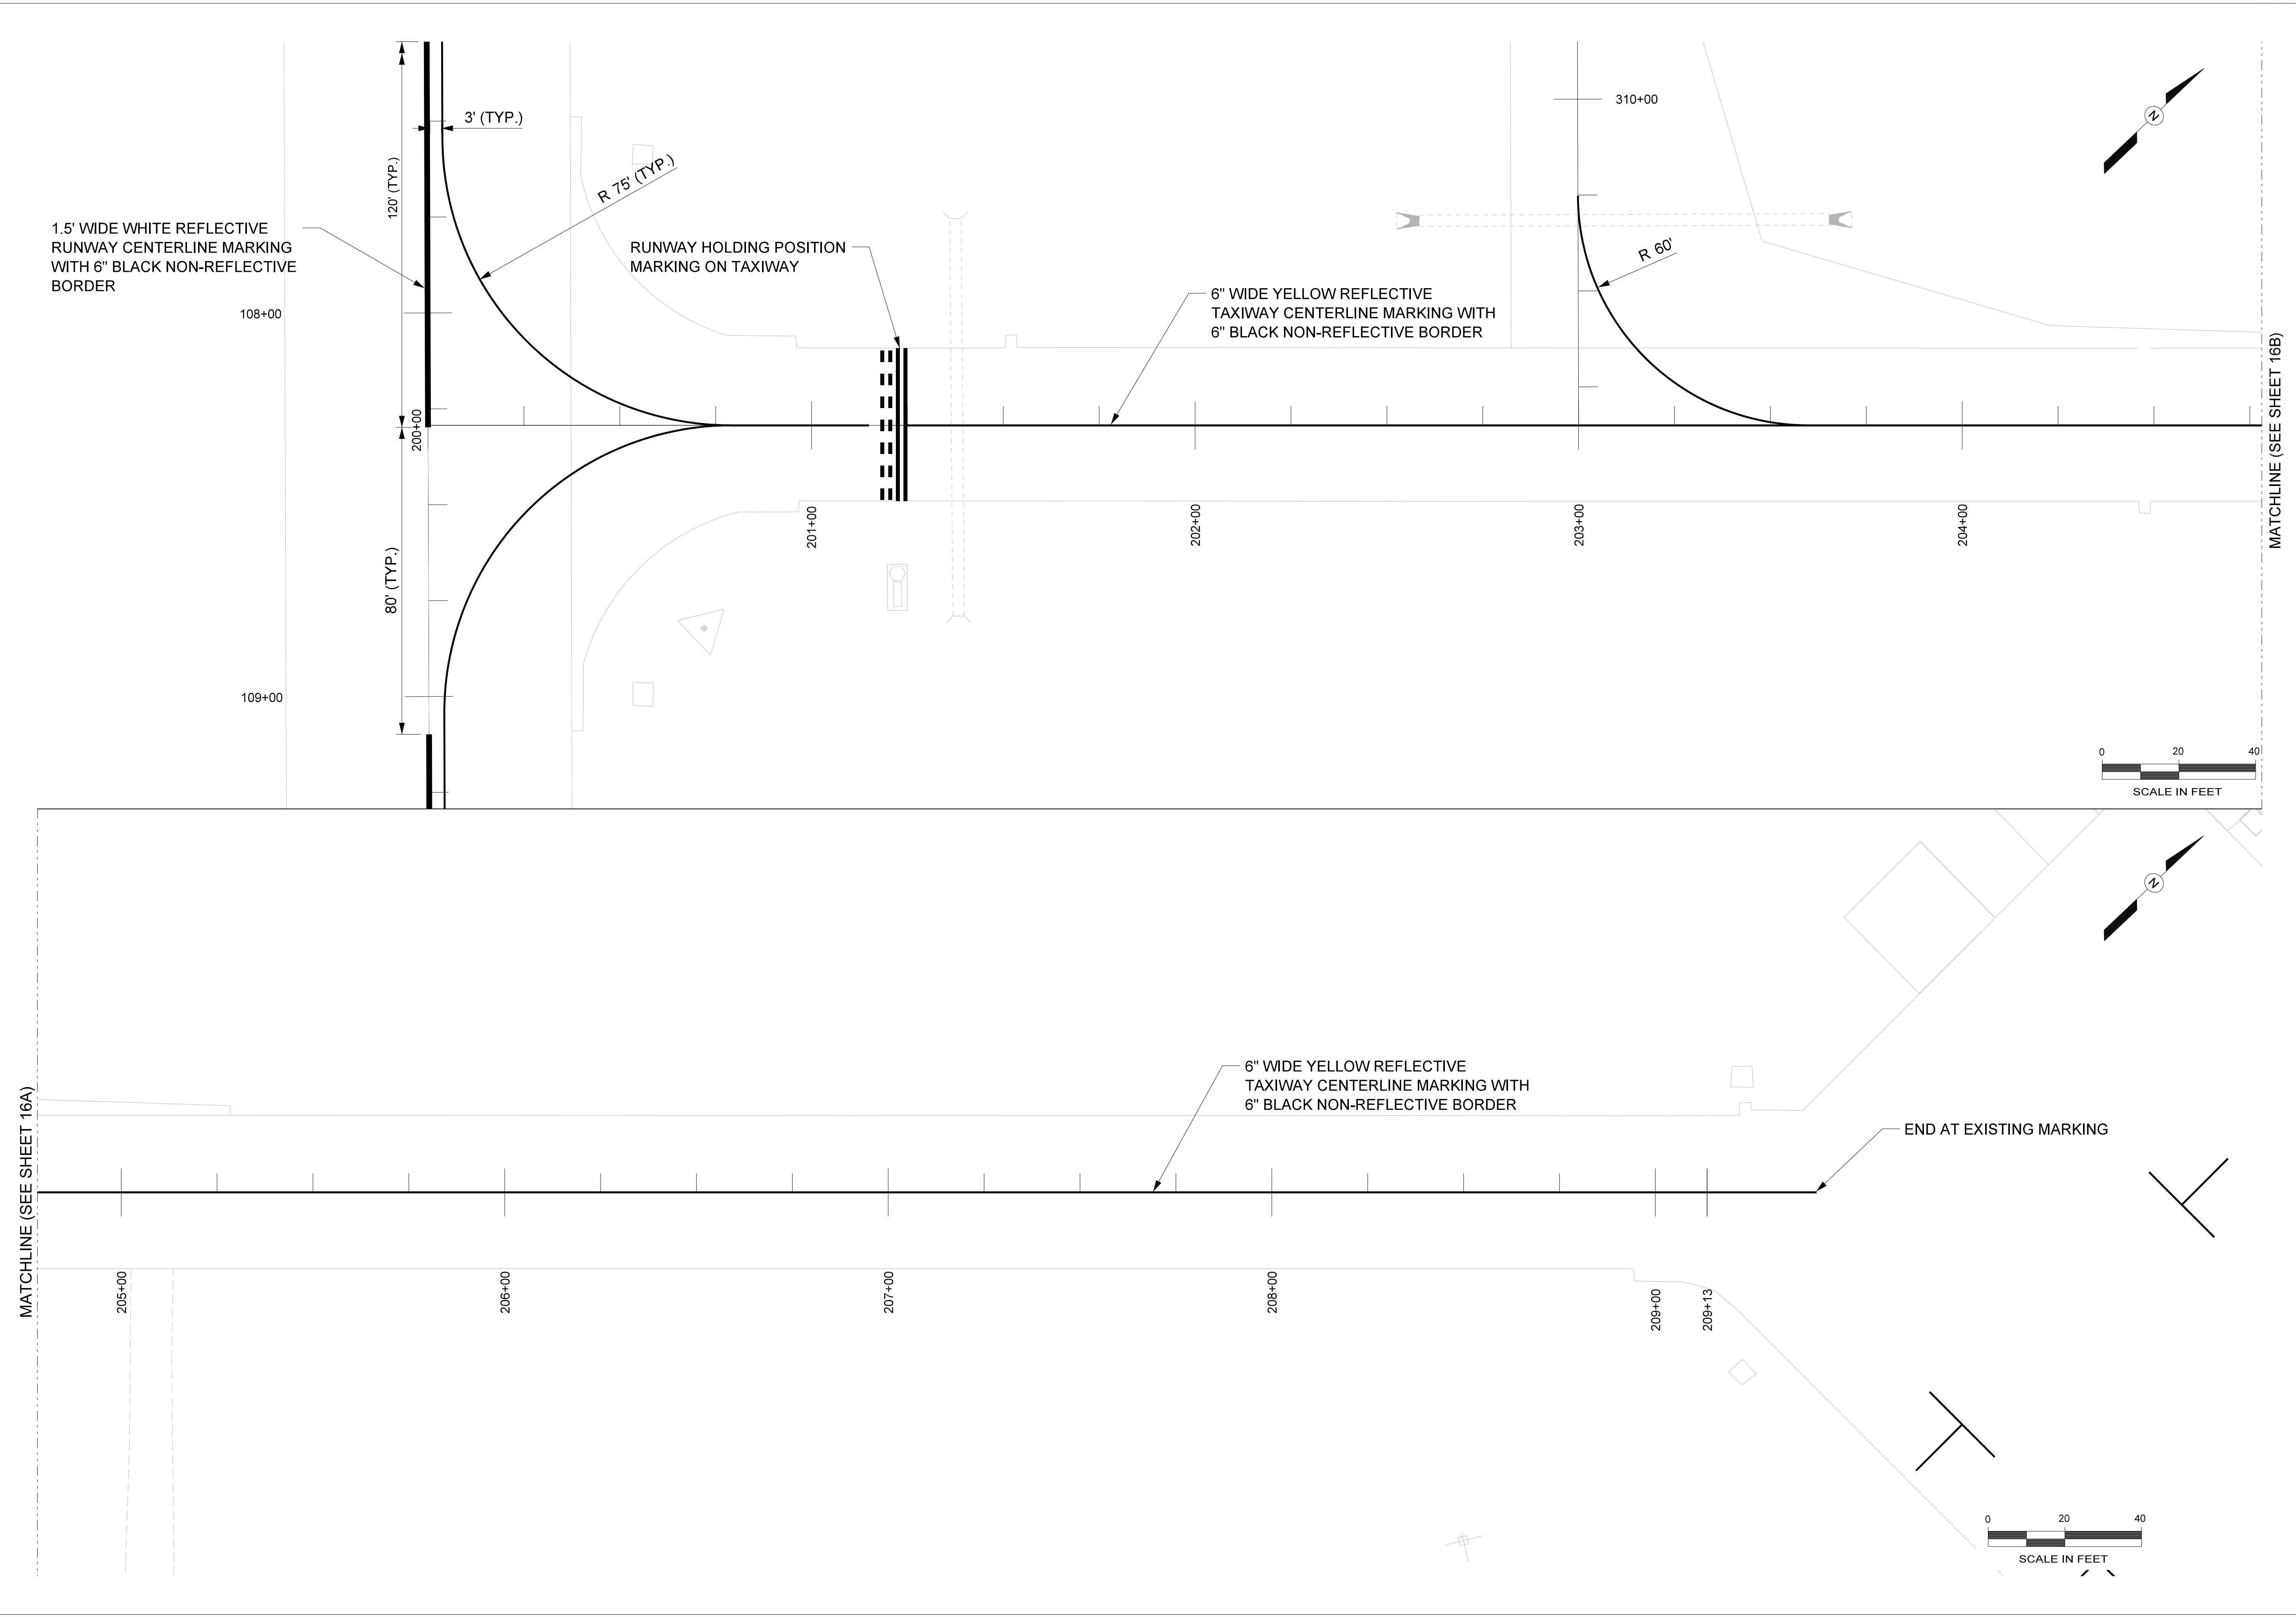 3' (TYP.)
310+00
N
120' (TYP.)
R 75' (TYP.)
1.5' WIDE WHITE REFLECTIVE
RUNWAY CENTERLINE MARKING
WITH 6" BLACK NON-REFLECTIVE
BORDER
RUNWAY HOLDING POSITION
MARKING ON TAXIWAY
R 60'
6" WIDE YELLOW REFLECTIVE
TAXIWAY CENTERLINE MARKING WITH
6" BLACK NON-REFLECTIVE BORDER
108+00
200+00
MATCHLINE (SEE SHEET 16B)
201+00
202+00
203+00
204+00
80' (TYP.)
109+00
0 20 40
SCALE IN FEET
N
MATCHLINE (SEE SHEET 16A)
6" WIDE YELLOW REFLECTIVE
TAXIWAY CENTERLINE MARKING WITH
6" BLACK NON-REFLECTIVE BORDER
END AT EXISTING MARKING
205+00
206+00
207+00
208+00
209+00
209+13
0 20 40
SCALE IN FEET